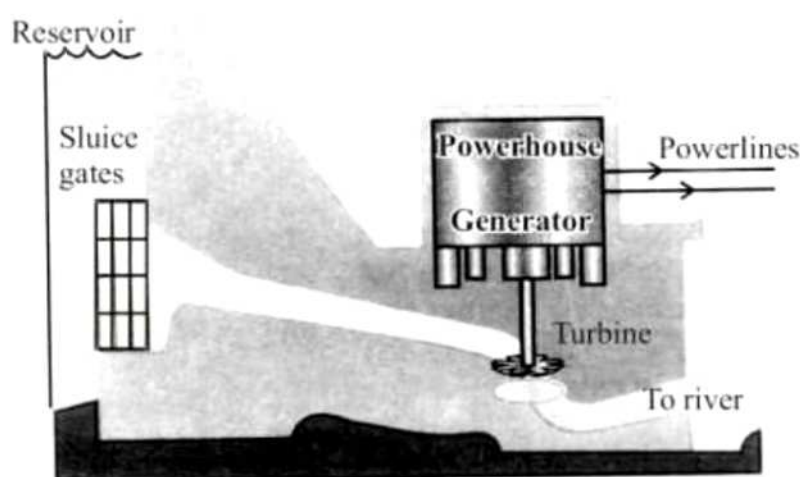 Reservoir
Sluice
gates
Powerhouse
Generator
Powerlines
Turbine
To river